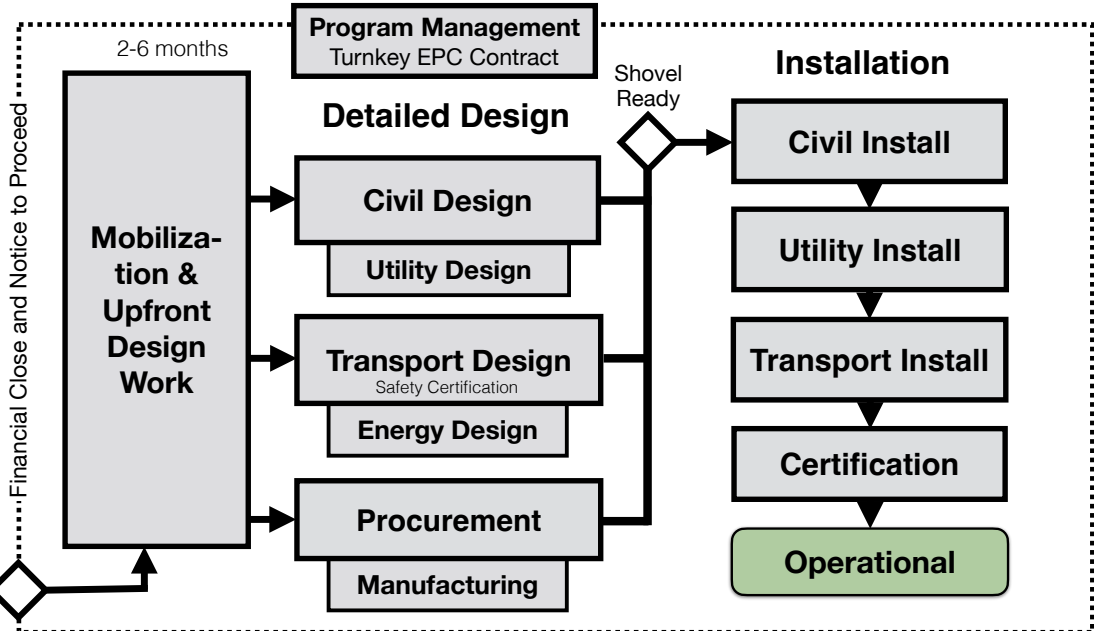 Program Management
Turnkey EPC Contract
Financial Close and Notice to Proceed
2-6 months
Mobiliza-
tion &
Upfront
Design
Work
Detailed Design
Civil Design
Utility Design
Transport Design
Safety Certification
Energy Design
Procurement
Manufacturing
Shovel
Ready
Installation
Civil Install
Utility Install
Transport Install
Certification
Operational